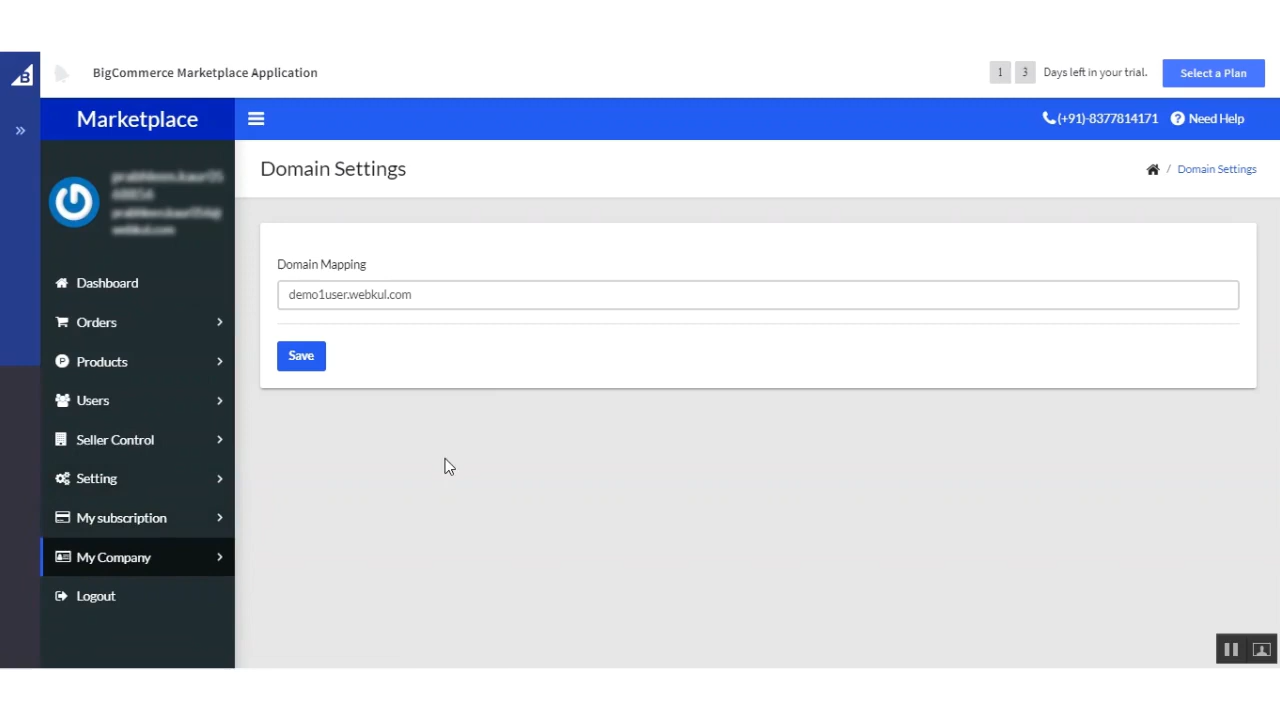 BigCommerce Marketplace Application
1 3 Days left in your trial.
Select a Plan
Marketplace
(+91)-8377814171
Need Help
Domain Settings
/ Domain Settings
Domain Mapping
demo1user.webkul.com
Save
Dashboard
Orders
Products
Users
Seller Control
Setting
My subscription
My Company
Logout